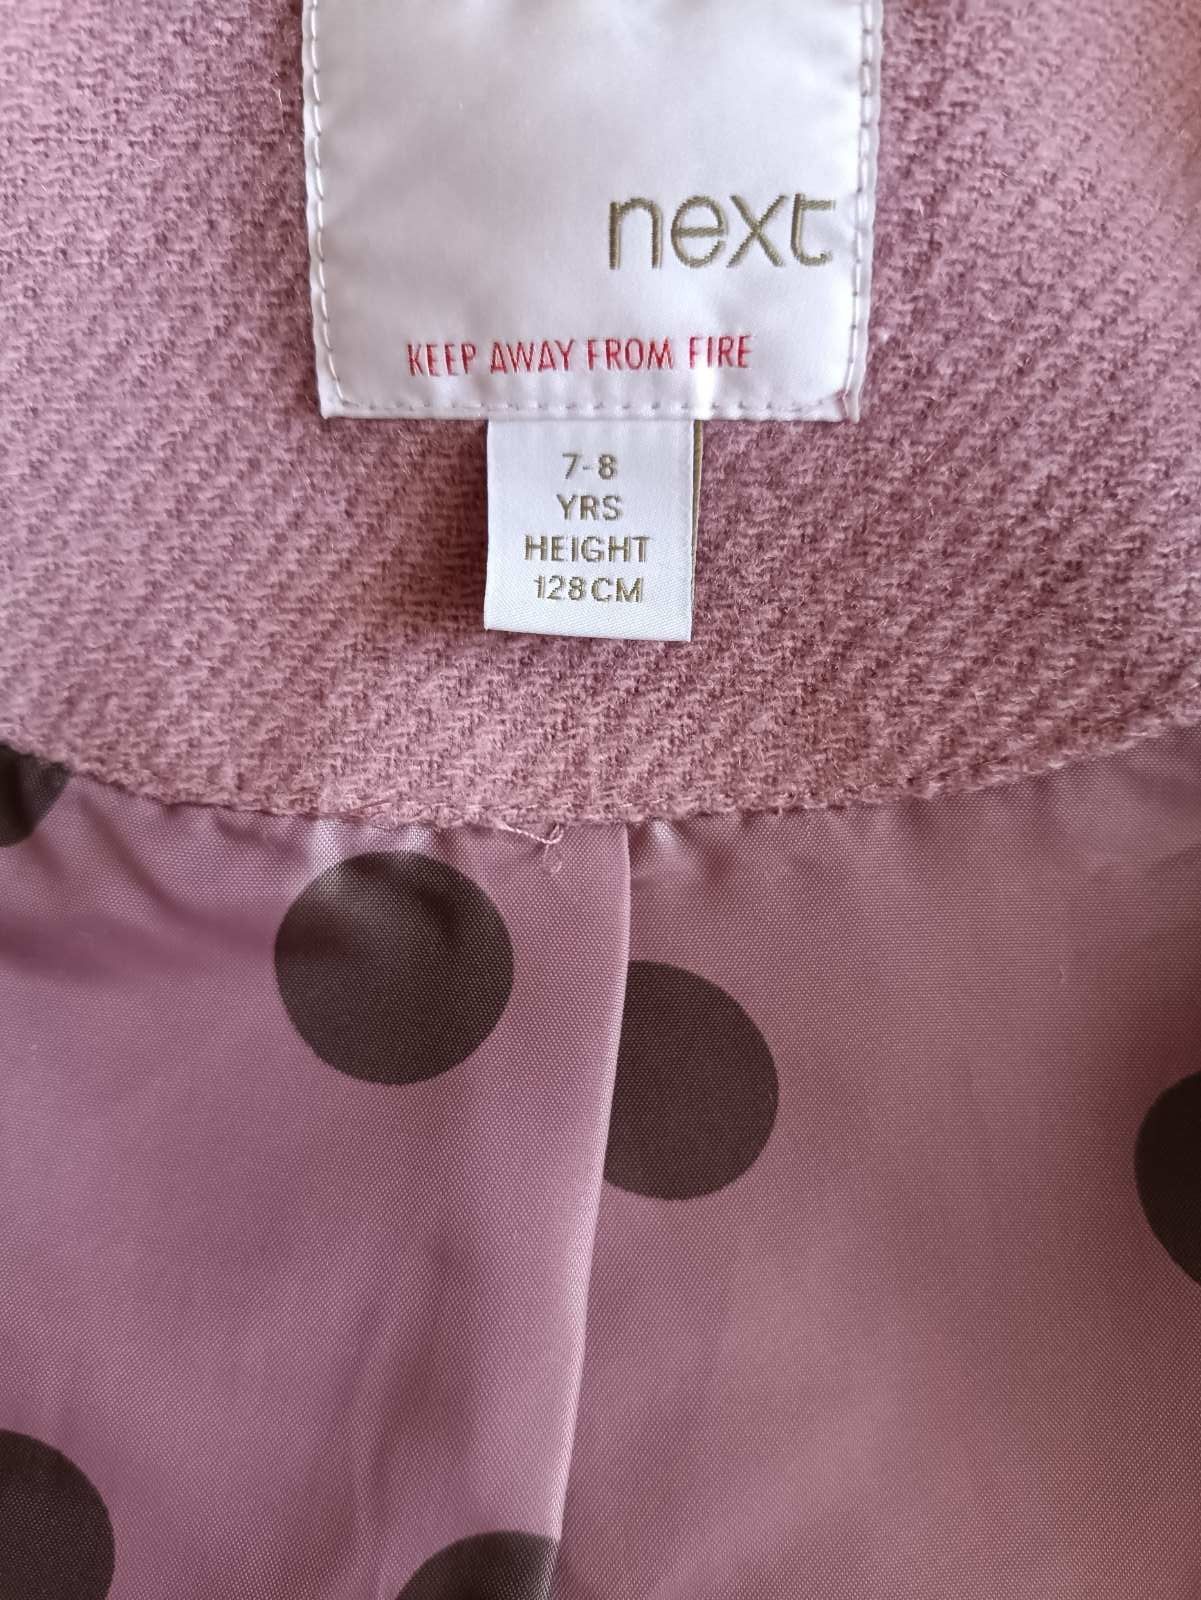 next
KEEP AWAY FROM FIRE
7-8
YRS
HEIGHT
128CM